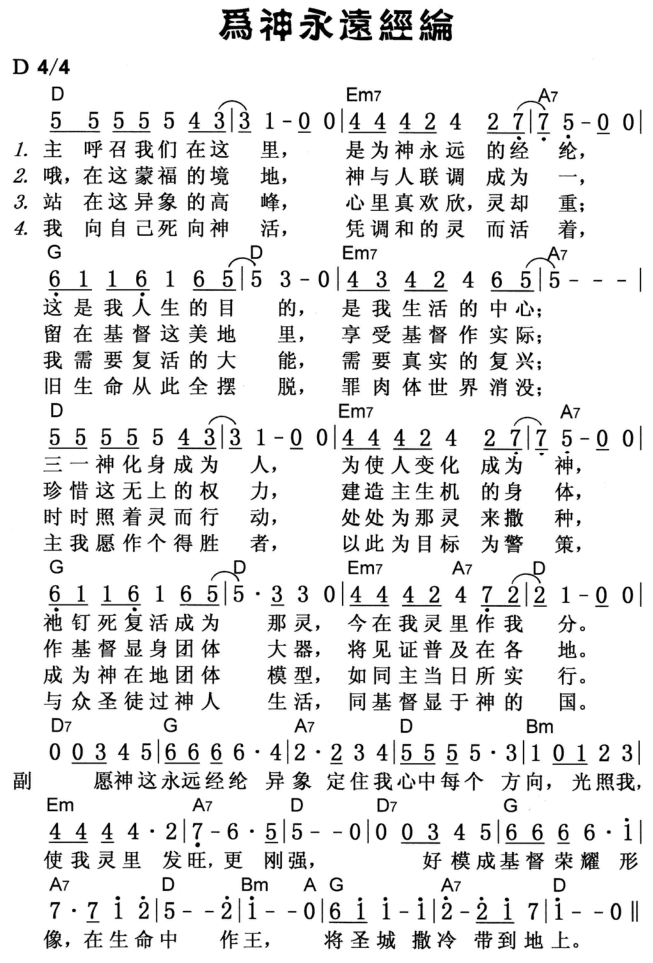 爲神永遠經綸
D 4/4
D Em7 A7
5 5 5 5 5 4 3|3 1-0 0|4 4 4 2 4 2 7|7 5-0 0|
1. 主 呼召我们在这 里， 是为神永远 的经 纶，
2. 哦，在这蒙福的境 地， 神与人联调 成为 一，
3. 站 在这异象的高 峰， 心里真欢欣，灵却 重；
4. 我 向自己死向神 活， 凭调和的灵 而活 着，
G D Em7 A7
6 1 1 6 1 6 5|5 3-0|4 3 4 2 4 6 5|5---|
这是我人生的目 的， 是我生活的中心；
留在基督这美地 里， 享受基督作实际；
我需要复活的大 能， 需要真实的复兴；
旧生命从此全摆 脱， 罪肉体世界消没；
D Em7 A7
5 5 5 5 5 4 3|3 1-0 0|4 4 4 2 4 2 7|7 5-0 0|
三一神化身成为 人， 为使人变化 成为 神，
珍惜这无上的权 力， 建造主生机 的身 体，
时时照着灵而行 动， 处处为那灵 来撒 种，
主我愿作个得胜 者， 以此为目标 为警 策，
G D Em7 A7 D
6 1 1 6 1 6 5|5·3 3 0|4 4 4 2 4 7 2|2 1-0 0|
祂钉死复活成为 那灵， 今在我灵里作我 分。
作基督显身团体 大器， 将见证普及在各 地。
成为神在地团体 模型， 如同主当日所实 行。
与众圣徒过神人 生活， 同基督显于神的 国。
D7 G A7 D Bm
0 0 3 4 5|6 6 6 6·4|2·2 3 4|5 5 5 5·3|1 0 1 2 3|
副 愿神这永远经纶 异象 定住我心中每个 方向，光照我，
Em A7 D D7 G
4 4 4 4·2|7-6·5|5--0|0 0 3 4 5|6 6 6 6·i|
使我灵里 发旺，更 刚强， 好模成基督荣耀 形
A7 D Bm A G A7 D
7·7 i 2|5--2|i--0|6 i i-i|2-2 i 7|i--0‖
像，在生命中 作王， 将圣城 撒冷 带到地上。